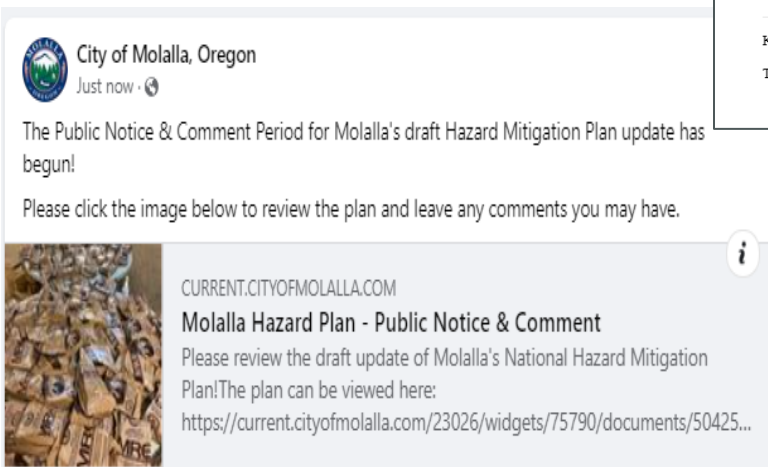 City of Molalla, Oregon
Just now ·
The Public Notice & Comment Period for Molalla's draft Hazard Mitigation Plan update has
begun!
Please click the image below to review the plan and leave any comments you may have.
i
CURRENT.CITYOFMOLALLA.COM
Molalla Hazard Plan - Public Notice & Comment
Please review the draft update of Molalla's National Hazard Mitigation
Plan!The plan can be viewed here:
https://current.cityofmolalla.com/23026/widgets/75790/documents/50425...
MRE